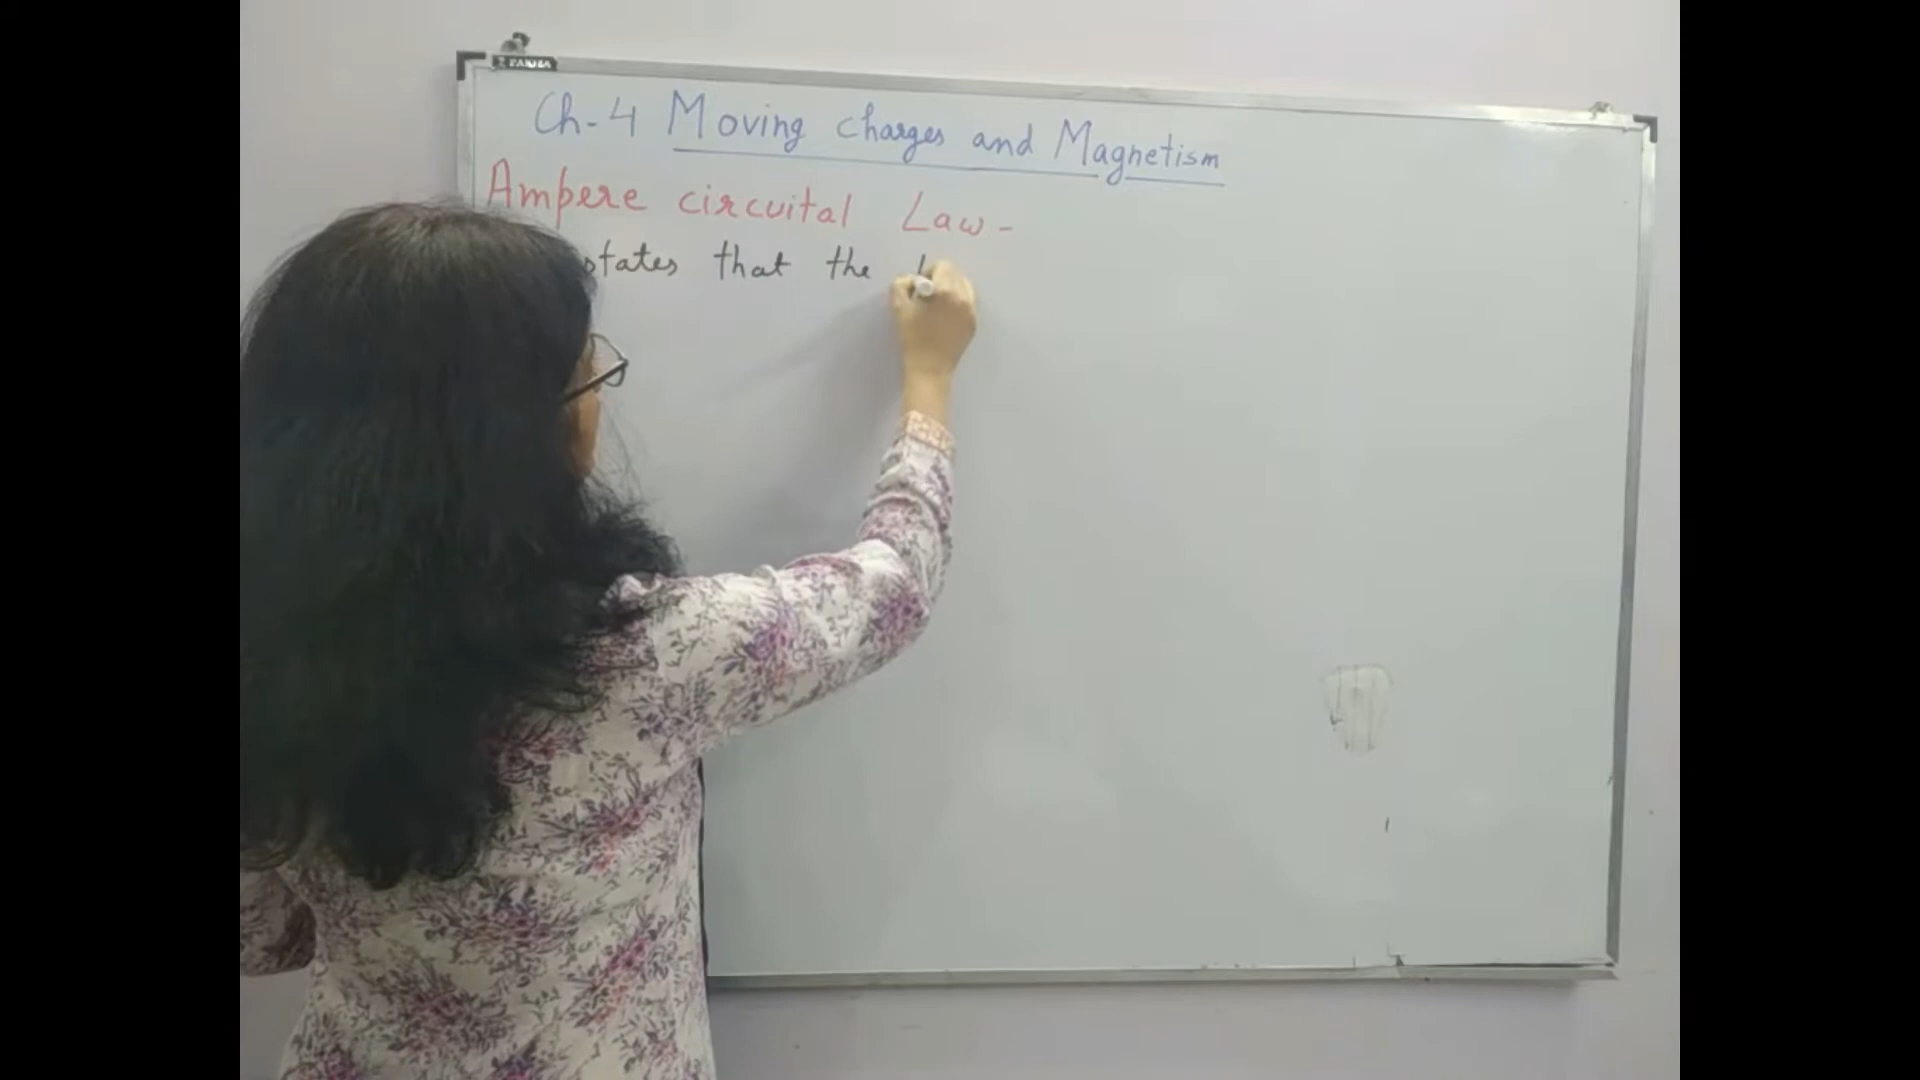 Ch-4 Moving charges and Magnetism
Ampere circuital Law-
states that the